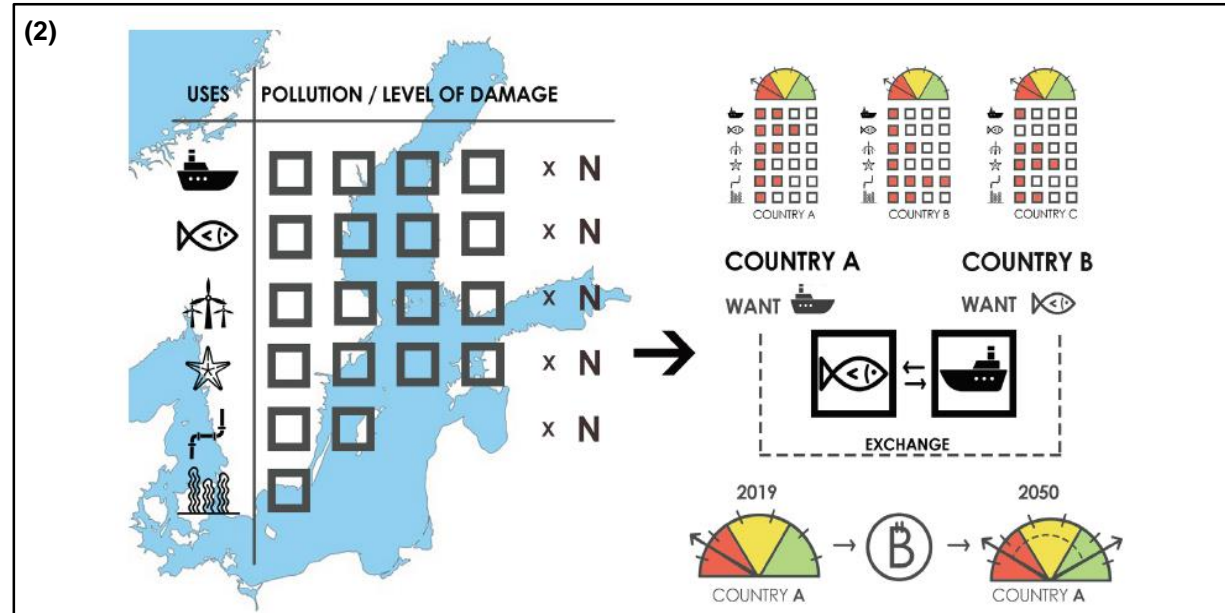 (2)
USES POLLUTION / LEVEL OF DAMAGE
x N
x N
x N
x N
x N
COUNTRY A COUNTRY B COUNTRY C
COUNTRY A COUNTRY B
WANT WANT
EXCHANGE
2019 2050
B
COUNTRY A COUNTRY A